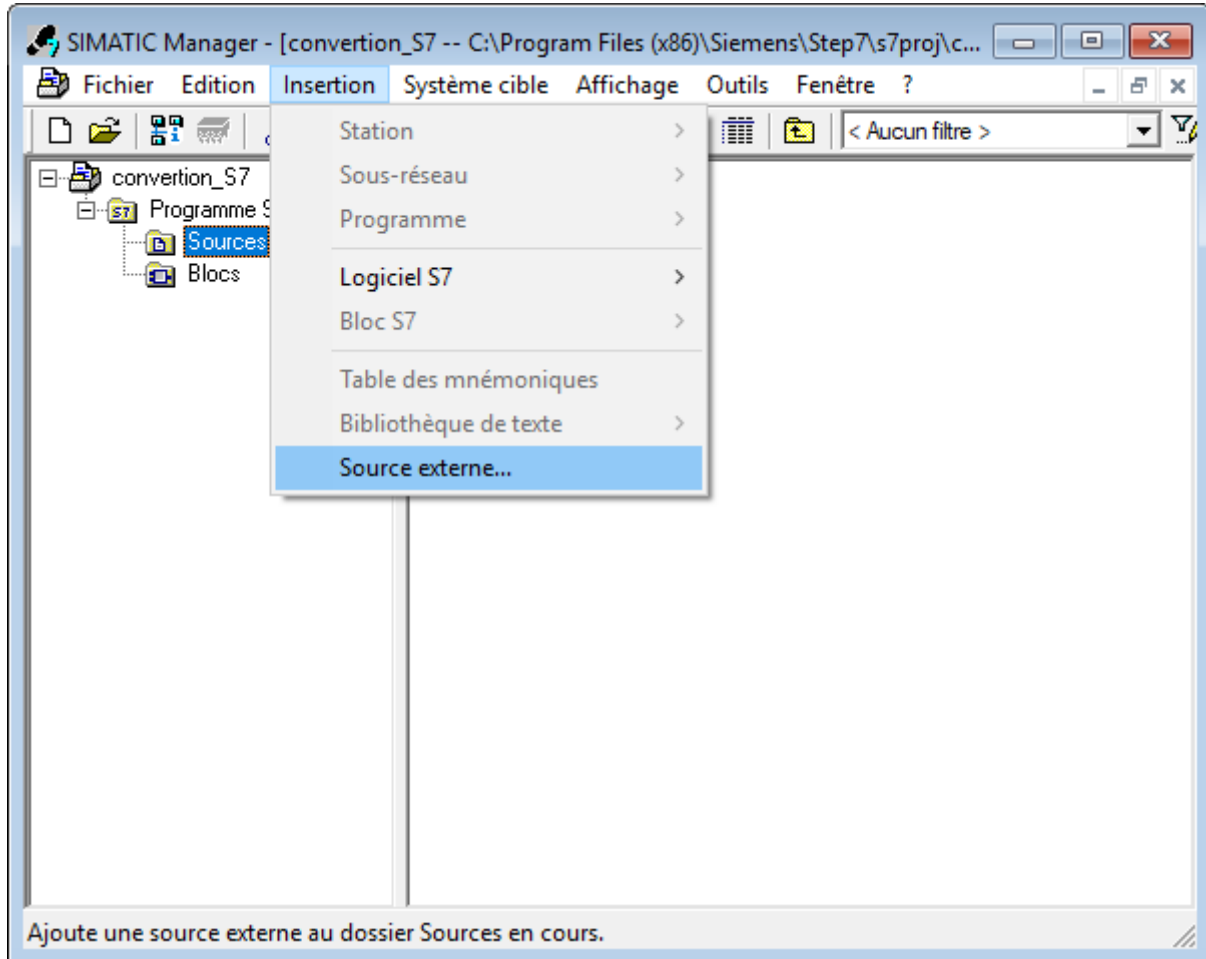 SIMATIC Manager - [convertion_S7 -- C:\Program Files (x86)\Siemens\Step7\s7proj\c...
Fichier Edition Insertion Système cible Affichage Outils Fenêtre ?
< Aucun filtre >
convertion_S7
Programme S
Sources
Blocs
Station
Sous-réseau
Programme
Logiciel S7
Bloc S7
Table des mnémoniques
Bibliothèque de texte
Source externe...
Ajoute une source externe au dossier Sources en cours.